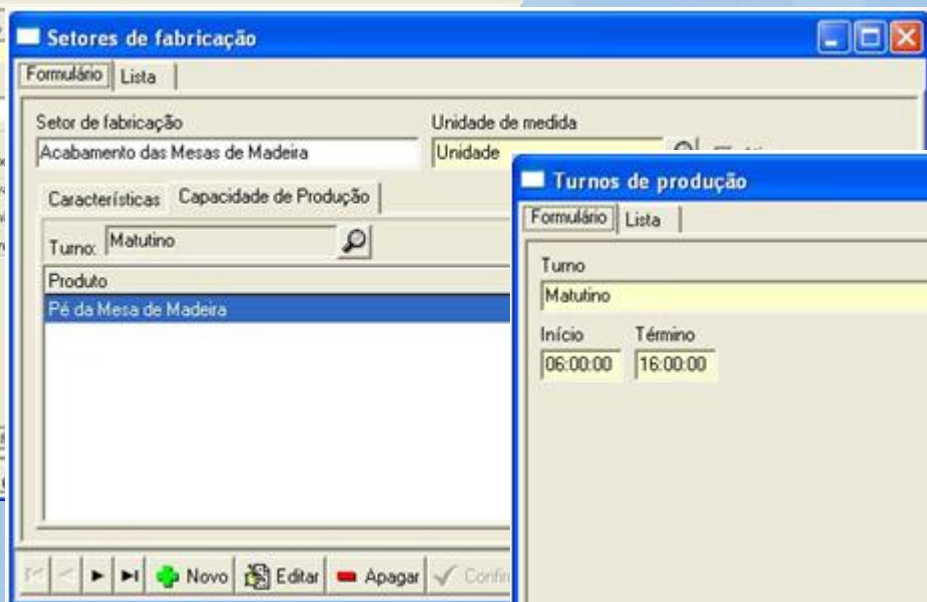 Setores de fabricação
Formulário Lista
Setor de fabricação Unidade de medida
Acabamento das Mesas de Madeira Unidade
Características Capacidade de Produção
Turno: Matutino
Produto
Pé da Mesa de Madeira
Novo Editar Apagar
Turnos de produção
Formulário Lista
Turno
Matutino
Início Término
06:00:00 16:00:00